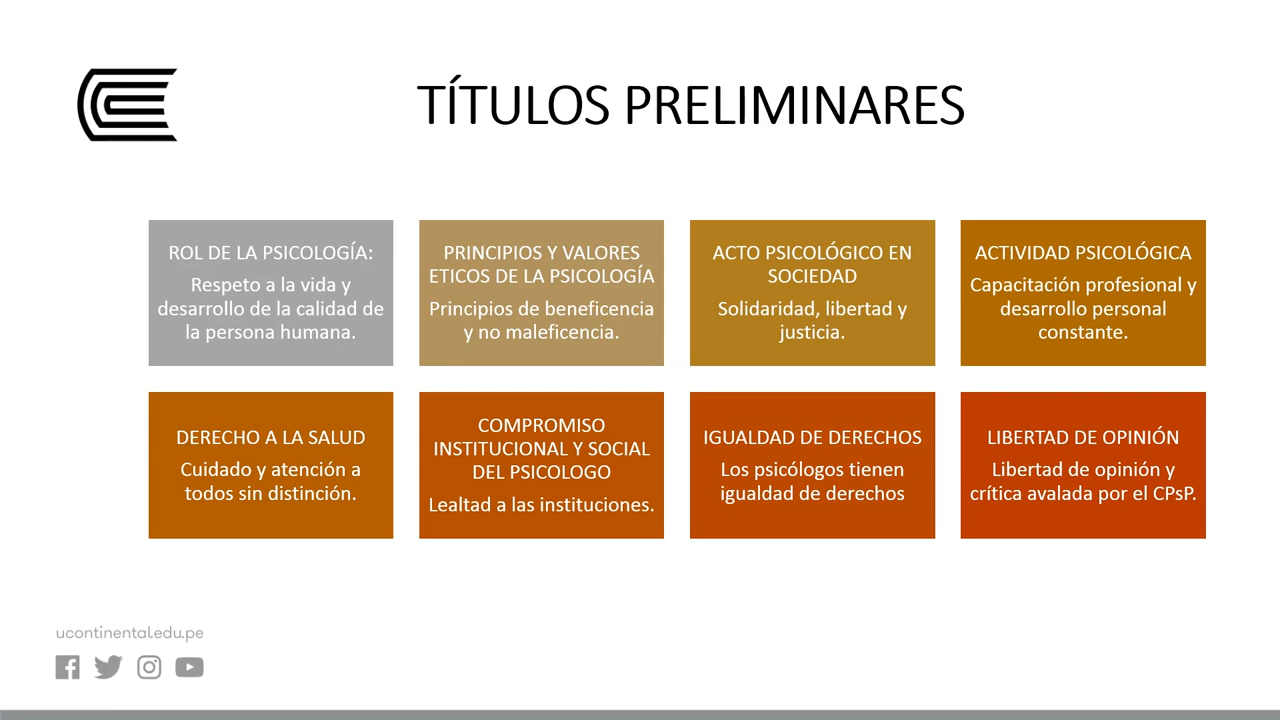 TÍTULOS PRELIMINARES
ROL DE LA PSICOLOGÍA:
Respeto a la vida y
desarrollo de la calidad de
la persona humana.
PRINCIPIOS Y VALORES
ETICOS DE LA PSICOLOGÍA
Principios de beneficencia
y no maleficencia.
ACTO PSICOLÓGICO EN
SOCIEDAD
Solidaridad, libertad y
justicia.
ACTIVIDAD PSICOLÓGICA
Capacitación profesional y
desarrollo personal
constante.
DERECHO A LA SALUD
Cuidado y atención a
todos sin distinción.
COMPROMISO
INSTITUCIONAL Y SOCIAL
DEL PSICOLOGO
Lealtad a las instituciones.
IGUALDAD DE DERECHOS
Los psicólogos tienen
igualdad de derechos
LIBERTAD DE OPINIÓN
Libertad de opinión y
crítica avalada por el CPsP.
ucontinental.edu.pe